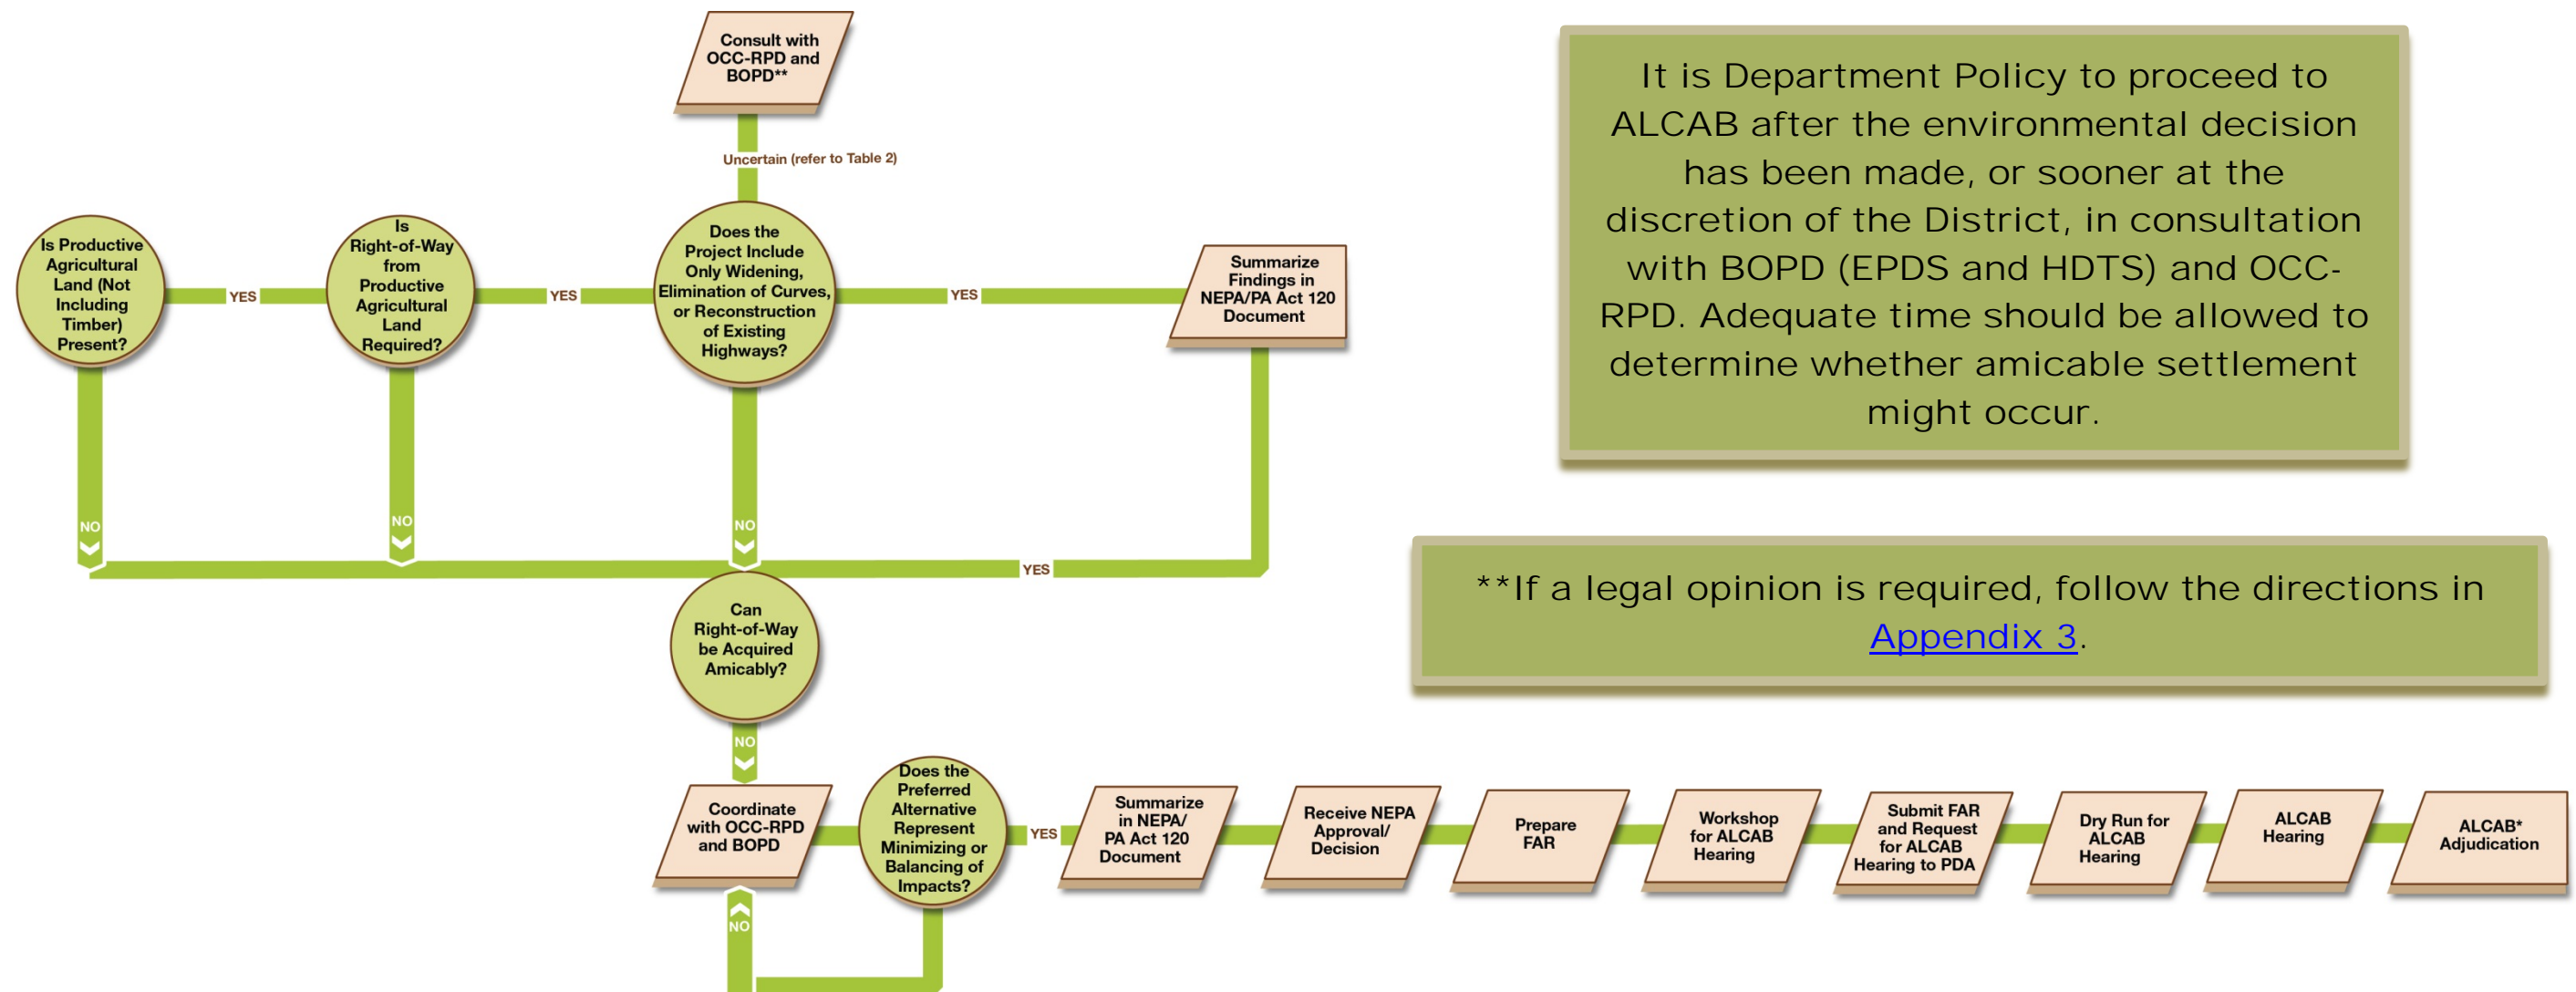 Consult with
OCC-RPD and
BOPD**
Uncertain (refer to Table 2)
It is Department Policy to proceed to
ALCAB after the environmental decision
has been made, or sooner at the
discretion of the District, in consultation
with BOPD (EPDS and HDTS) and OCC-
RPD. Adequate time should be allowed to
determine whether amicable settlement
might occur.
Is Productive
Agricultural
Land (Not
Including
Timber)
Present?
YES
Is
Right-of-Way
from
Productive
Agricultural
Land
Required?
YES
Does the
Project Include
Only Widening,
Elimination of Curves,
or Reconstruction
of Existing
Highways?
YES
Summarize
Findings in
NEPA/PA Act 120
Document
NO
NO
NO
YES
**If a legal opinion is required, follow the directions in
Appendix 3.
Can
Right-of-Way
be Acquired
Amicably?
NO
Coordinate
with OCC-RPD
and BOPD
Does the
Preferred
Alternative
Represent
Minimizing or
Balancing of
Impacts?
YES
NO
Summarize
in NEPA/
PA Act 120
Document
Receive NEPA
Approval/
Decision
Prepare
FAR
Workshop
for ALCAB
Hearing
Submit FAR
and Request
for ALCAB
Hearing to PDA
Dry Run for
ALCAB
Hearing
ALCAB
Hearing
ALCAB*
Adjudication